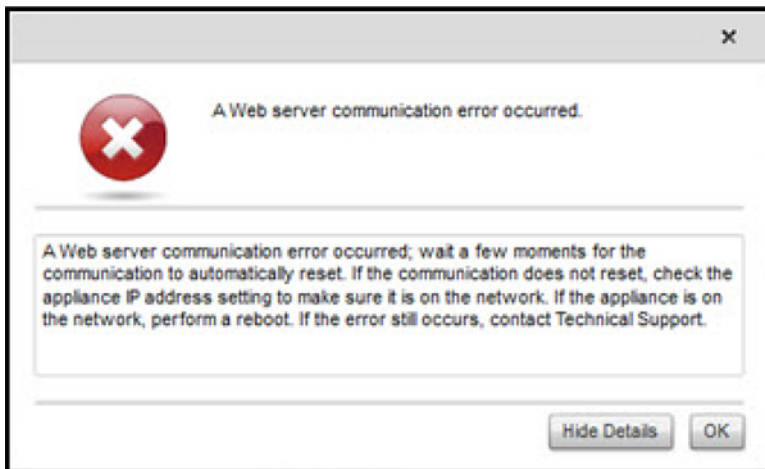 A Web server communication error occurred.
A Web server communication error occurred; wait a few moments for the
communication to automatically reset. If the communication does not reset, check the
appliance IP address setting to make sure it is on the network. If the appliance is on
the network, perform a reboot. If the error still occurs, contact Technical Support.
Hide Details OK